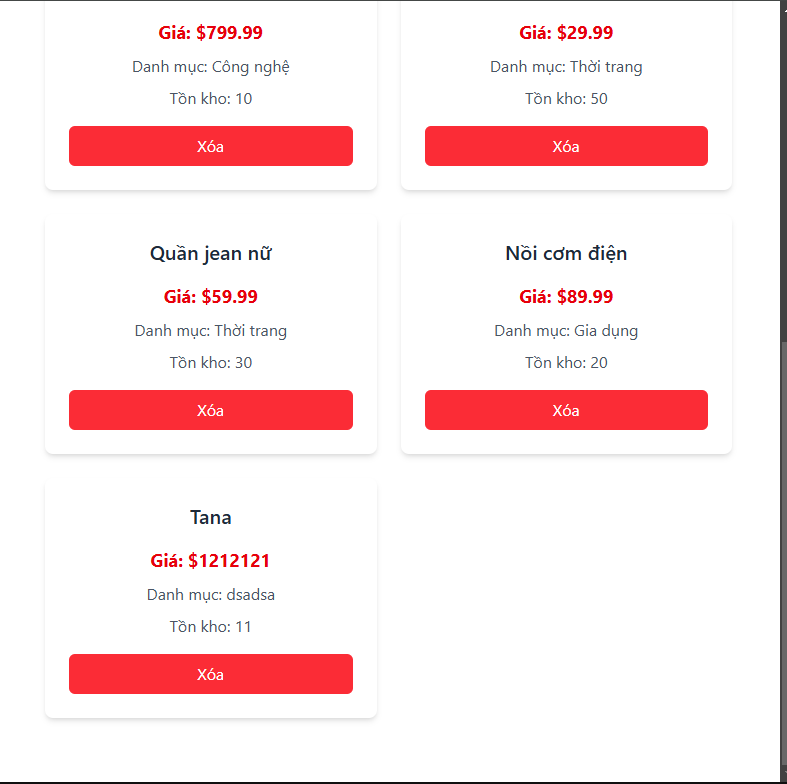 Giá: $799.99
Danh mục: Công nghệ
Tồn kho: 10
Xóa
Giá: $29.99
Danh mục: Thời trang
Tồn kho: 50
Xóa
Quần jean nữ
Giá: $59.99
Danh mục: Thời trang
Tồn kho: 30
Xóa
Nồi cơm điện
Giá: $89.99
Danh mục: Gia dụng
Tồn kho: 20
Xóa
Tana
Giá: $1212121
Danh mục: dsadsa
Tồn kho: 11
Xóa